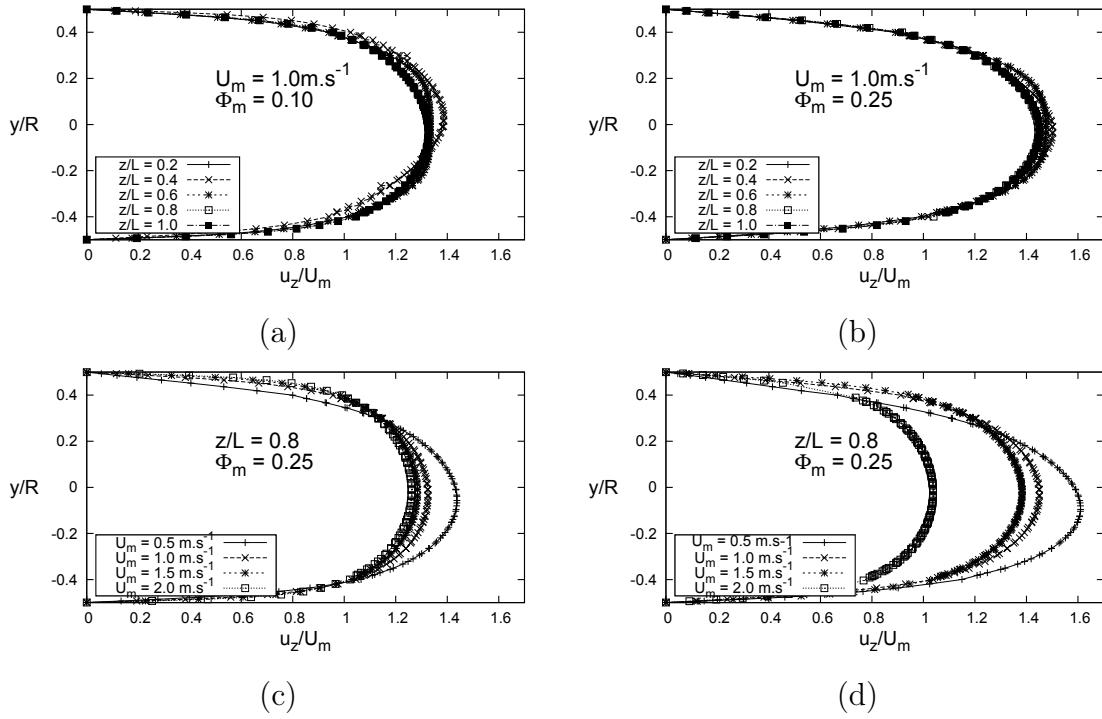 0.4
0.2
0
-0.2
-0.4
y/R
U_m = 1.0m.s^-1
Φ_m = 0.10
z/L = 0.2
z/L = 0.4
z/L = 0.6
z/L = 0.8
z/L = 1.0
0 0.2 0.4 0.6 0.8 1 1.2 1.4 1.6
u_z/U_m
(a)
0.4
0.2
0
-0.2
-0.4
y/R
U_m = 1.0m.s^-1
Φ_m = 0.25
z/L = 0.2
z/L = 0.4
z/L = 0.6
z/L = 0.8
z/L = 1.0
0 0.2 0.4 0.6 0.8 1 1.2 1.4 1.6
u_z/U_m
(b)
0.4
0.2
0
-0.2
-0.4
y/R
z/L = 0.8
Φ_m = 0.25
U_m = 0.5 m.s^-1
U_m = 1.0 m.s^-1
U_m = 1.5 m.s^-1
U_m = 2.0 m.s^-1
0 0.2 0.4 0.6 0.8 1 1.2 1.4 1.6
u_z/U_m
(c)
0.4
0.2
0
-0.2
-0.4
y/R
z/L = 0.8
Φ_m = 0.25
U_m = 0.5 m.s^-1
U_m = 1.0 m.s^-1
U_m = 1.5 m.s^-1
U_m = 2.0 m.s^-1
0 0.2 0.4 0.6 0.8 1 1.2 1.4 1.6
u_z/U_m
(d)